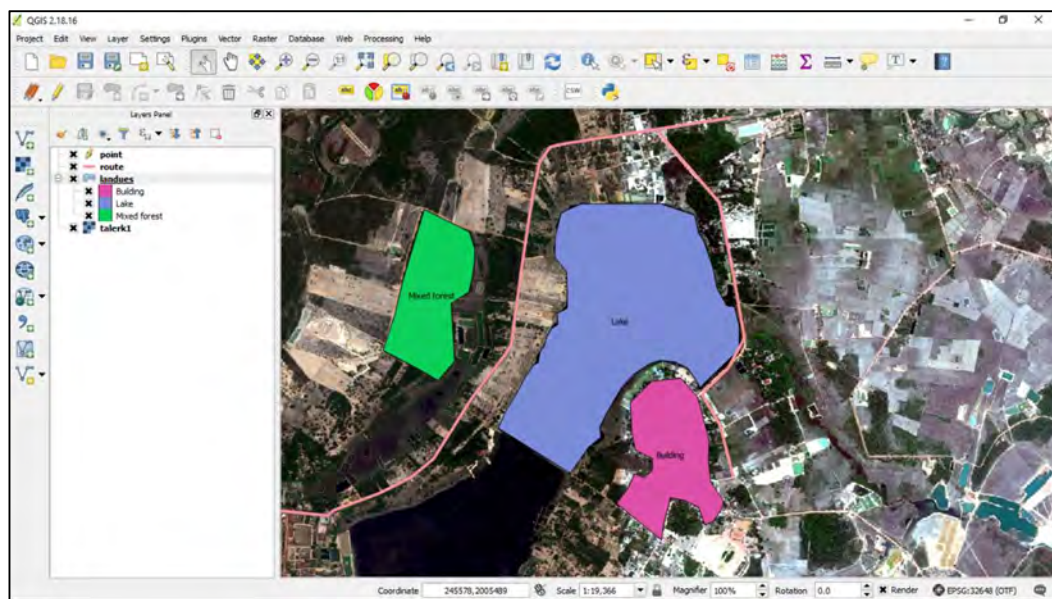 QGIS 2.18.16
Project Edit View Layer Settings Plugins Vector Raster Database Web Processing Help
Layers Panel
point
route
landues
Building
Lake
Mixed forest
talerk1
Mixed forest
Lake
Building
Coordinate 245578,2005489 Scale 1:19,366 Magnifier 100% Rotation 0.0 Render EPSG:32648 (OTF)